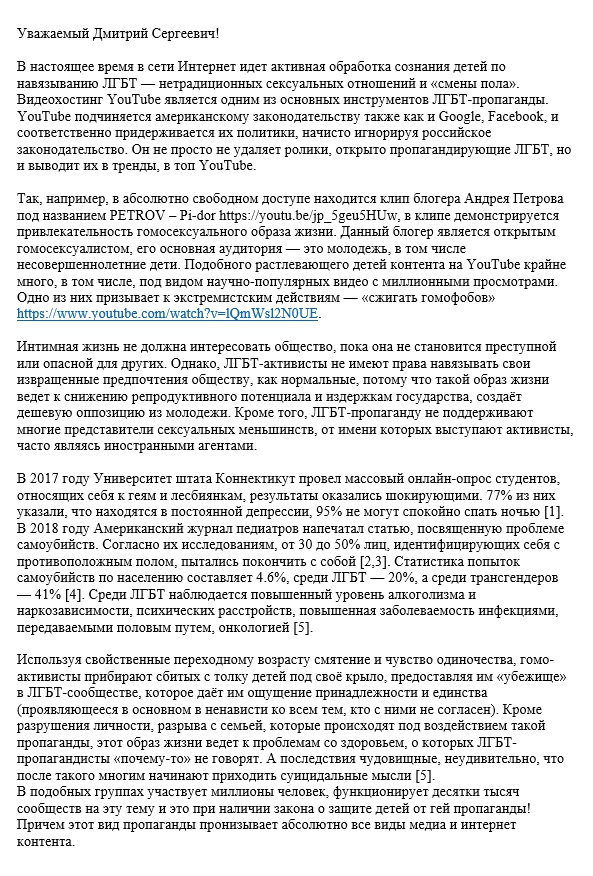 Уважаемый Дмитрий Сергеевич!
В настоящее время в сети Интернет идет активная обработка сознания детей по
навязыванию ЛГБТ — нетрадиционных сексуальных отношений и «смены пола».
Видеохостинг YouTube является одним из основных инструментов ЛГБТ-пропаганды.
YouTube подчиняется американскому законодательству также как и Google, Facebook, и
соответственно придерживается их политики, начисто игнорируя российское
законодательство. Он не просто не удаляет ролики, открыто пропагандирующие ЛГБТ, но
и выводит их в тренды, в топ YouTube.
Так, например, в абсолютно свободном доступе находится клип блогера Андрея Петрова
под названием PETROV – Pi-dor https://youtu.be/jp_5geu5HUw, в клипе демонстрируется
привлекательность гомосексуального образа жизни. Данный блогер является открытым
гомосексуалистом, его основная аудитория — это молодежь, в том числе
несовершеннолетние дети. Подобного растлевающего детей контента на YouTube крайне
много, в том числе, под видом научно-популярных видео с миллионными просмотрами.
Одно из них призывает к экстремистским действиям — «сжигать гомофобов»
https://www.youtube.com/watch?v=lQmWsl2N0UE.
Интимная жизнь не должна интересовать общество, пока она не становится преступной
или опасной для других. Однако, ЛГБТ-активисты не имеют права навязывать свои
извращенные предпочтения обществу, как нормальные, потому что такой образ жизни
ведет к снижению репродуктивного потенциала и издержкам государства, создаёт
дешевую оппозицию из молодежи. Кроме того, ЛГБТ-пропаганду не поддерживают
многие представители сексуальных меньшинств, от имени которых выступают активисты,
часто являясь иностранными агентами.
В 2017 году Университет штата Коннектикут провел массовый онлайн-опрос студентов,
относящих себя к геям и лесбиянкам, результаты оказались шокирующими. 77% из них
указали, что находятся в постоянной депрессии, 95% не могут спокойно спать ночью [1].
В 2018 году Американский журнал педиатров напечатал статью, посвященную проблеме
самоубийств. Согласно их исследованиям, от 30 до 50% лиц, идентифицирующих себя с
противоположным полом, пытались покончить с собой [2,3]. Статистика попыток
самоубийств по населению составляет 4.6%, среди ЛГБТ — 20%, а среди трансгендеров
— 41% [4]. Среди ЛГБТ наблюдается повышенный уровень алкоголизма и
наркозависимости, психических расстройств, повышенная заболеваемость инфекциями,
передаваемыми половым путем, онкологией [5].
Используя свойственные переходному возрасту смятение и чувство одиночества, гомо-
активисты прибирают сбитых с толку детей под своё крыло, предоставляя им «убежище»
в ЛГБТ-сообществе, которое даёт им ощущение принадлежности и единства
(проявляющееся в основном в ненависти ко всем тем, кто с ними не согласен). Кроме
разрушения личности, разрыва с семьей, которые происходят под воздействием такой
пропаганды, этот образ жизни ведет к проблемам со здоровьем, о которых ЛГБТ-
пропагандисты «почему-то» не говорят. А последствия чудовищные, неудивительно, что
после такого многим начинают приходить суицидальные мысли [5].
В подобных группах участвует миллионы человек, функционирует десятки тысяч
сообществ на эту тему и это при наличии закона о защите детей от гей пропаганды!
Причем этот вид пропаганды пронизывает абсолютно все виды медиа и интернет
контента.